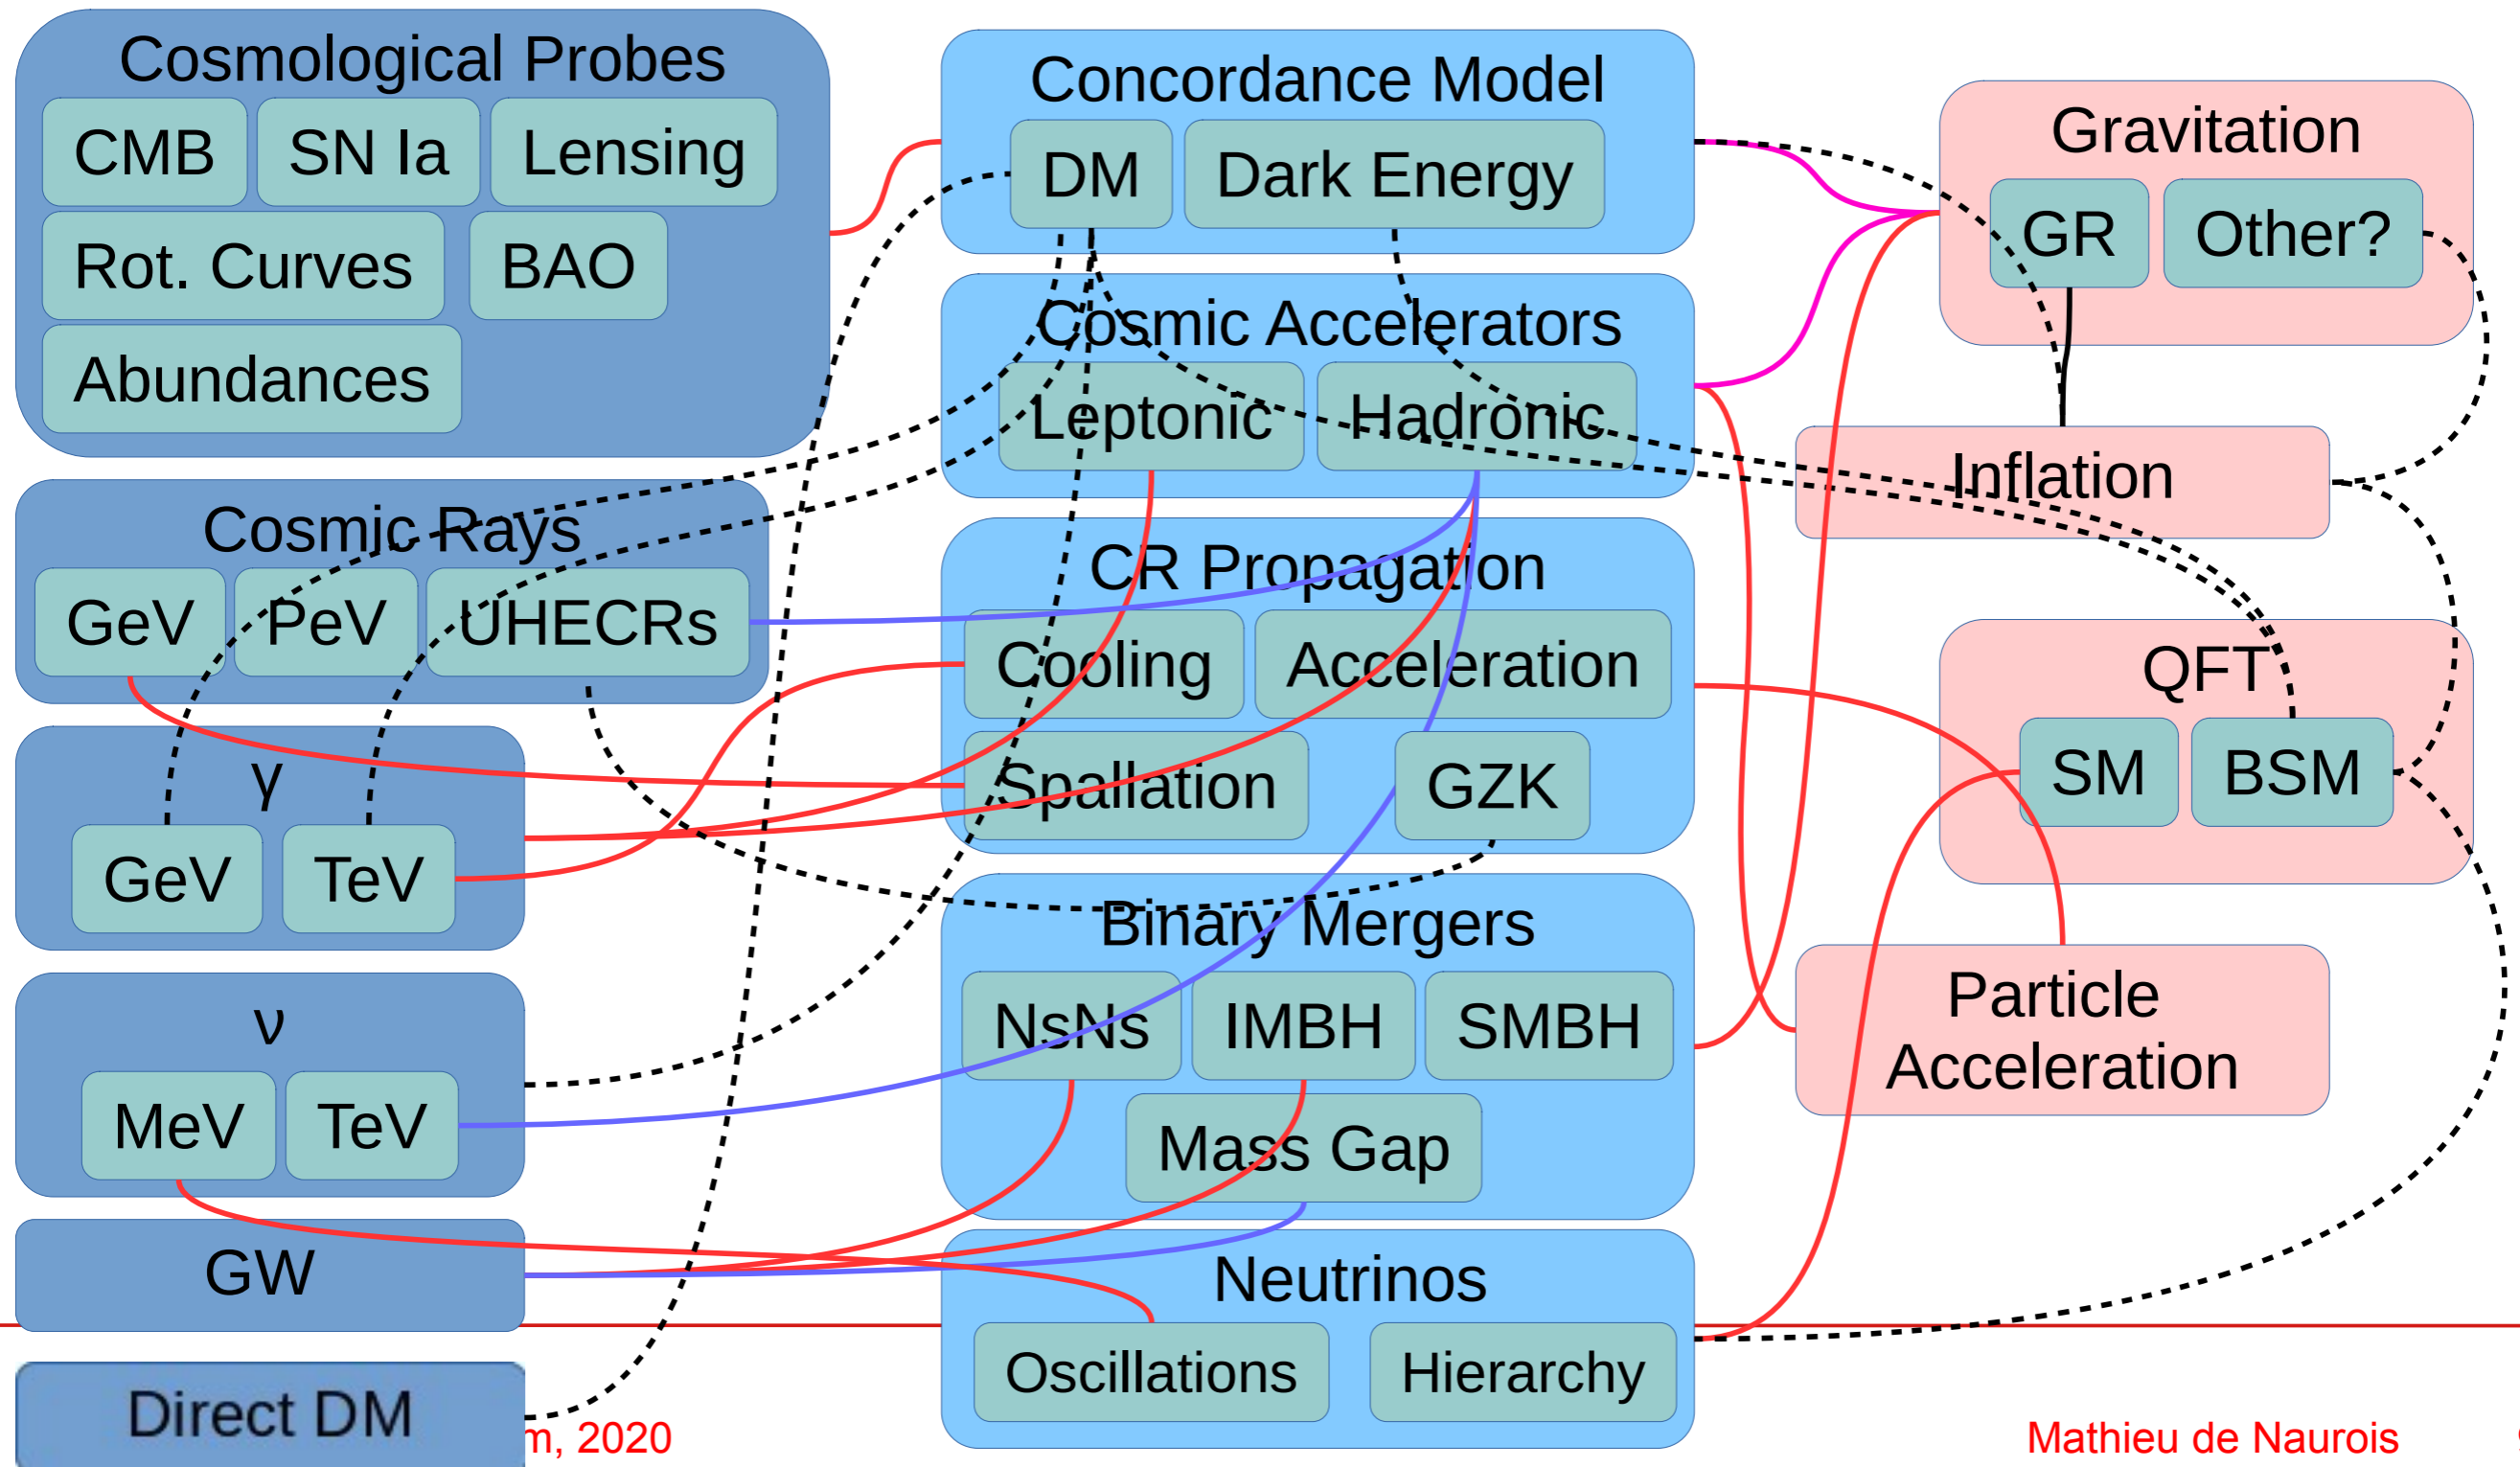 Cosmological Probes
CMB
SN Ia
Lensing
Rot. Curves
BAO
Abundances
Cosmic Rays
GeV
PeV
UHECRs
γ
GeV
TeV
ν
MeV
TeV
GW
Direct DM
Concordance Model
DM
Dark Energy
Cosmic Accelerators
Leptonic
Hadronic
CR Propagation
Cooling
Acceleration
Spallation
GZK
Binary Mergers
NsNs
IMBH
SMBH
Mass Gap
Neutrinos
Oscillations
Hierarchy
Gravitation
GR
Other?
Inflation
QFT
SM
BSM
Particle
Acceleration
m, 2020
Mathieu de Naurois